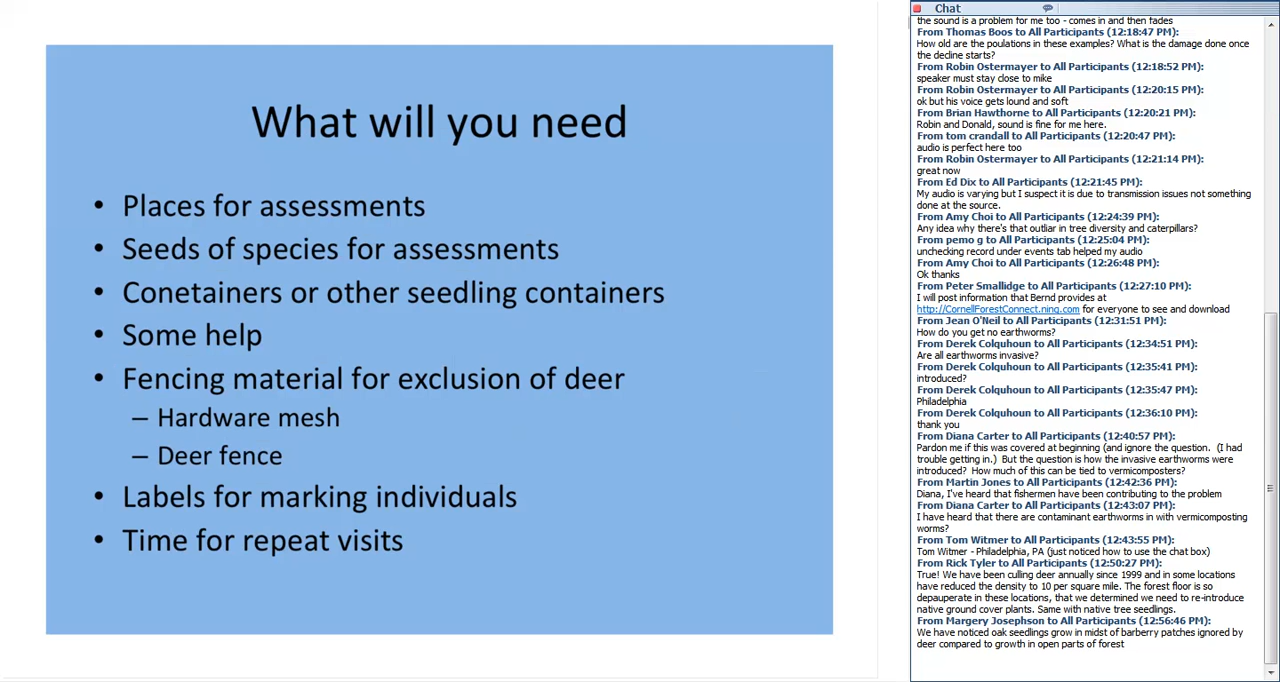 What will you need
• Places for assessments
• Seeds of species for assessments
• Conetainers or other seedling containers
• Some help
• Fencing material for exclusion of deer
– Hardware mesh
– Deer fence
• Labels for marking individuals
• Time for repeat visits
Chat
the sound is a problem for me too - comes in and then fades
From Thomas Boos to All Participants (12:18:47 PM):
How old are the poulations in these examples? What is the damage done once
the decline starts?
From Robin Ostermayer to All Participants (12:18:52 PM):
speaker must stay close to mike
From Robin Ostermayer to All Participants (12:20:15 PM):
ok but his voice gets lound and soft
From Brian Hawthorne to All Participants (12:20:21 PM):
Robin and Donald, sound is fine for me here.
From tom crandall to All Participants (12:20:47 PM):
audio is perfect here too
From Robin Ostermayer to All Participants (12:21:14 PM):
great now
From Ed Dix to All Participants (12:21:45 PM):
My audio is varying but I suspect it is due to transmission issues not something
done at the source.
From Amy Choi to All Participants (12:24:39 PM):
Any idea why there's that outliar in tree diversity and caterpillars?
From pemo g to All Participants (12:25:04 PM):
unchecking record under events tab helped my audio
From Amy Choi to All Participants (12:26:48 PM):
Ok thanks
From Peter Smallidge to All Participants (12:27:10 PM):
I will post information that Bernd provides at
http://CornellForestConnect.ning.com for everyone to see and download
From Jean O'Neil to All Participants (12:31:51 PM):
How do you get no earthworms?
From Derek Colquhoun to All Participants (12:34:51 PM):
Are all earthworms invasive?
From Derek Colquhoun to All Participants (12:35:41 PM):
introduced?
From Derek Colquhoun to All Participants (12:35:47 PM):
Philadelphia
From Derek Colquhoun to All Participants (12:36:10 PM):
thank you
From Diana Carter to All Participants (12:40:57 PM):
Pardon me if this was covered at beginning (and ignore the question. (I had
trouble getting in.) But the question is how the invasive earthworms were
introduced? How much of this can be tied to vermicomposters?
From Martin Jones to All Participants (12:42:36 PM):
Diana, I've heard that fishermen have been contributing to the problem
From Diana Carter to All Participants (12:43:07 PM):
I have heard that there are contaminant earthworms in with vermicomposting
worms?
From Tom Witmer to All Participants (12:43:55 PM):
Tom Witmer - Philadelphia, PA (just noticed how to use the chat box)
From Rick Tyler to All Participants (12:50:27 PM):
True! We have been culling deer annually since 1999 and in some locations
have reduced the density to 10 per square mile. The forest floor is so
depauperate in these locations, that we determined we need to re-introduce
native ground cover plants. Same with native tree seedlings.
From Margery Josephson to All Participants (12:56:46 PM):
We have noticed oak seedlings grow in midst of barberry patches ignored by
deer compared to growth in open parts of forest